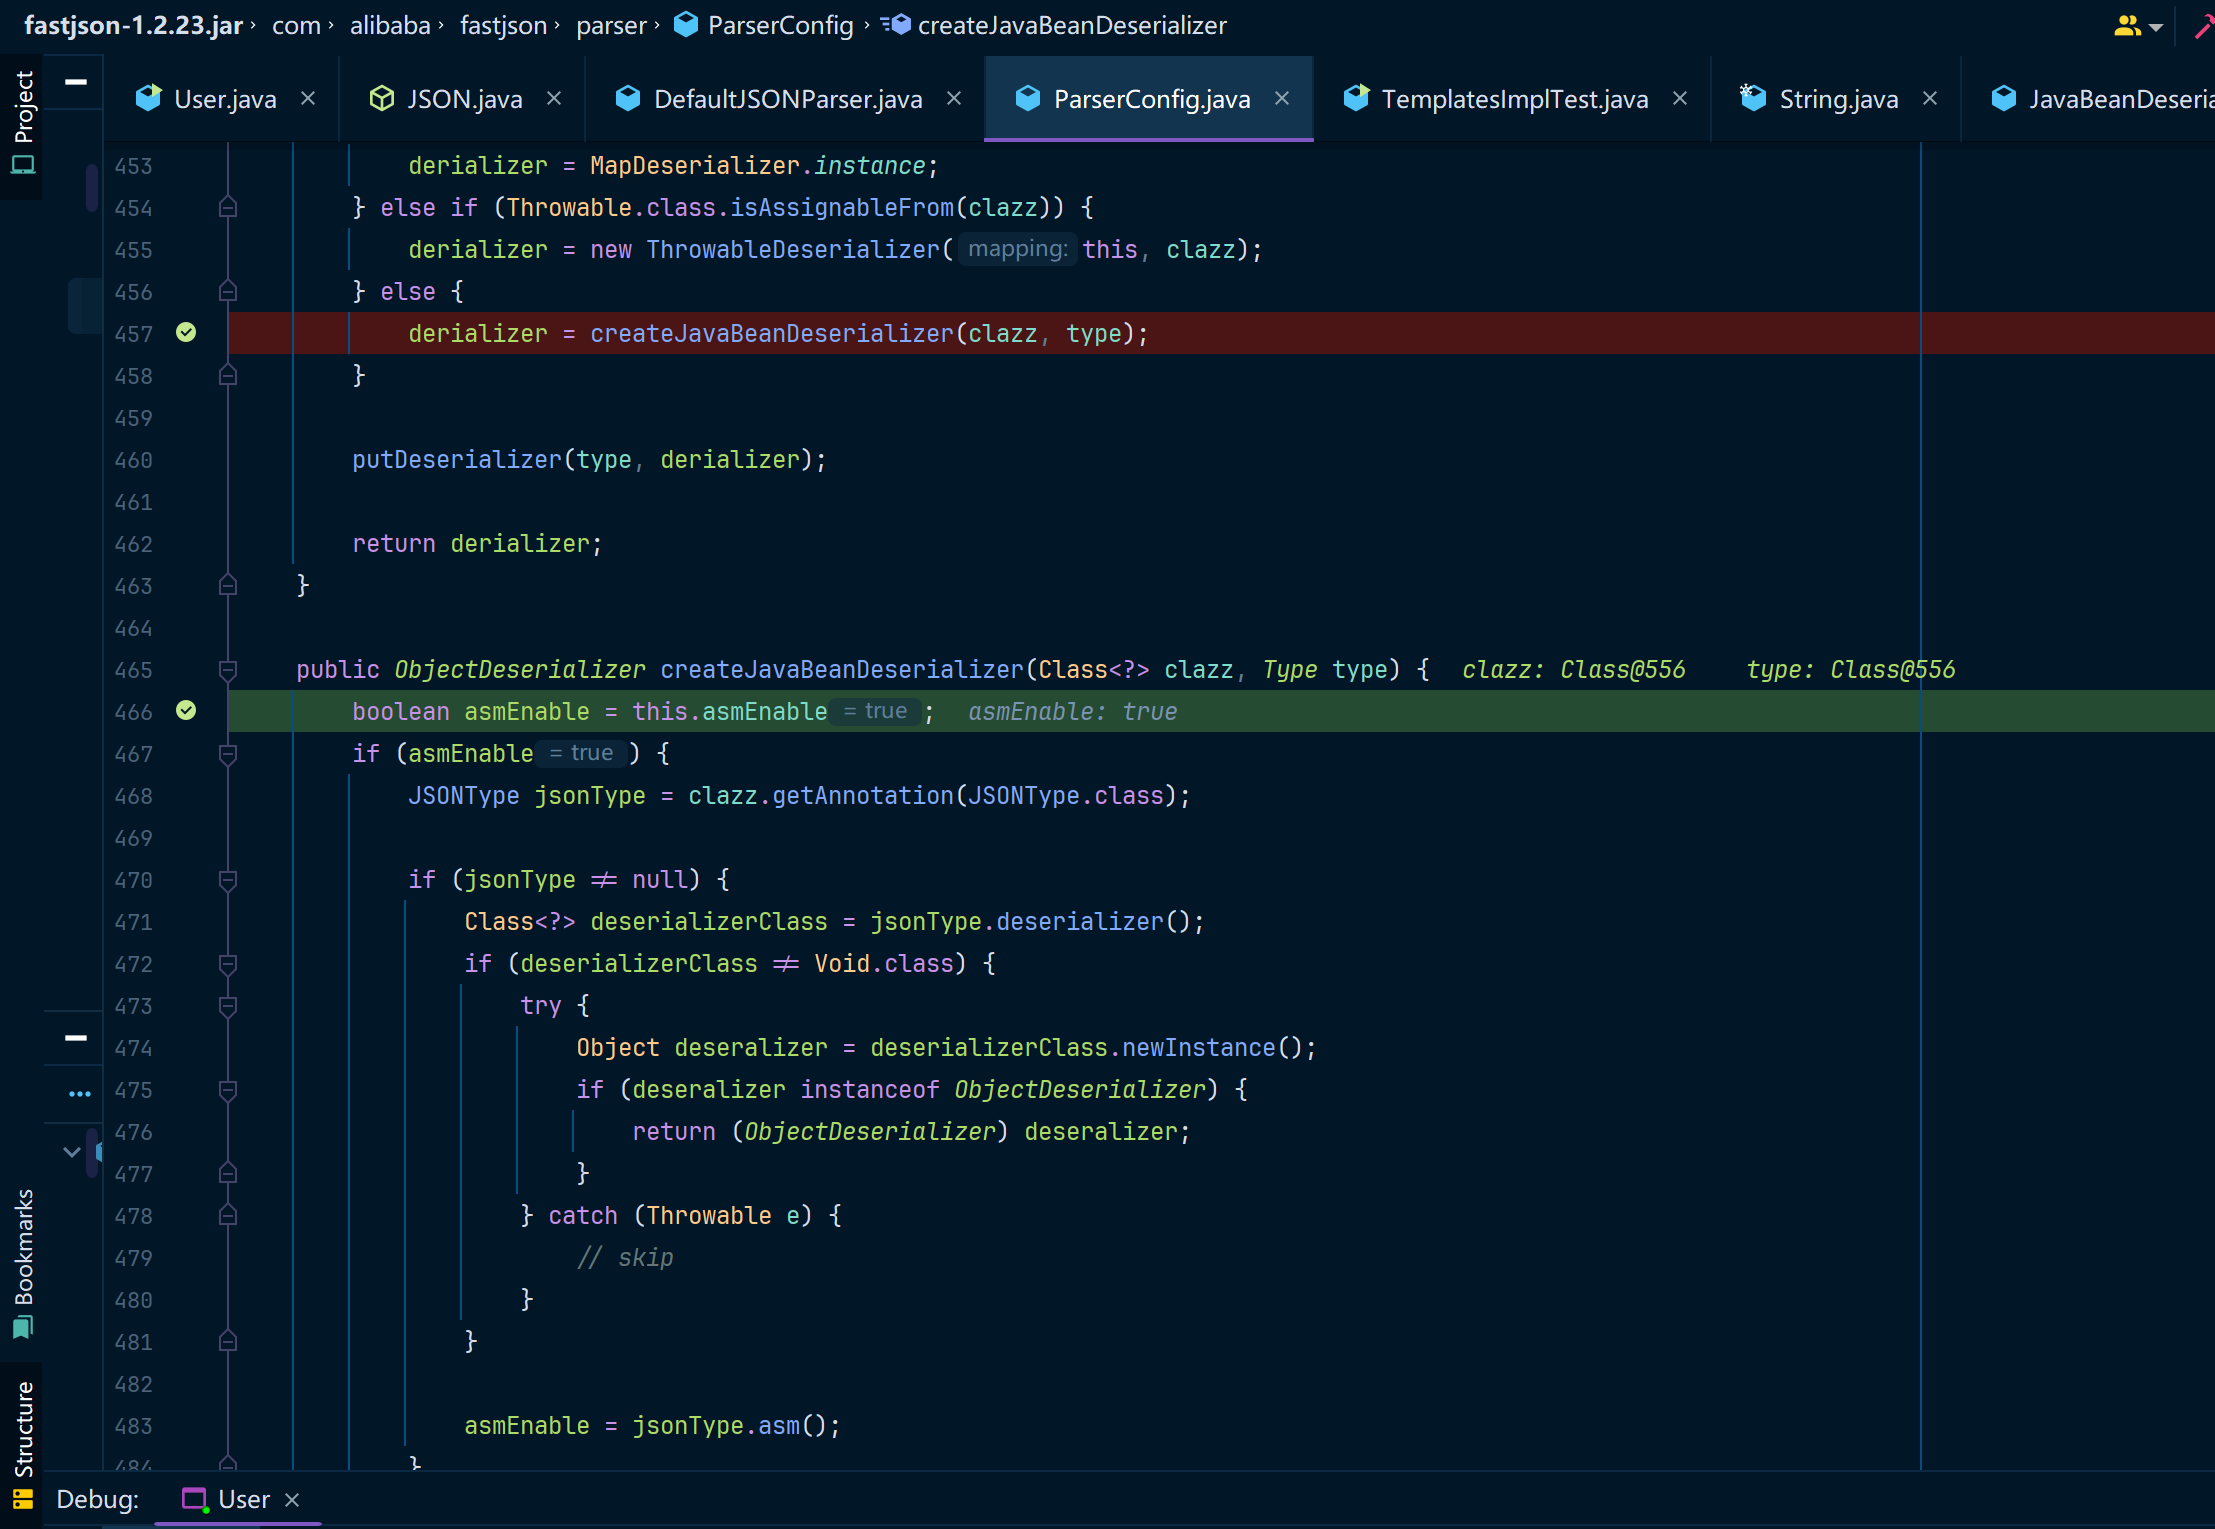 fastjson-1.2.23.jar › com › alibaba › fastjson › parser › ParserConfig › createJavaBeanDeserializer
User.java JSON.java DefaultJSONParser.java ParserConfig.java TemplatesImplTest.java String.java JavaBeanDeseria
Project
453 derializer = MapDeserializer.instance;
454 } else if (Throwable.class.isAssignableFrom(clazz)) {
455 derializer = new ThrowableDeserializer( mapping: this, clazz);
456 } else {
457 derializer = createJavaBeanDeserializer(clazz, type);
458 }
459
460 putDeserializer(type, derializer);
461
462 return derializer;
463 }
464
465 public ObjectDeserializer createJavaBeanDeserializer(Class<?> clazz, Type type) { clazz: Class@556 type: Class@556
466 boolean asmEnable = this.asmEnable = true ; asmEnable: true
467 if (asmEnable = true ) {
468 JSONType jsonType = clazz.getAnnotation(JSONType.class);
469
470 if (jsonType != null) {
471 Class<?> deserializerClass = jsonType.deserializer();
472 if (deserializerClass != Void.class) {
473 try {
474 Object deseralizer = deserializerClass.newInstance();
475 if (deseralizer instanceof ObjectDeserializer) {
476 return (ObjectDeserializer) deseralizer;
477 }
478 } catch (Throwable e) {
479 // skip
480 }
481 }
482
483 asmEnable = jsonType.asm();
484 }
Bookmarks
Structure
Debug: User